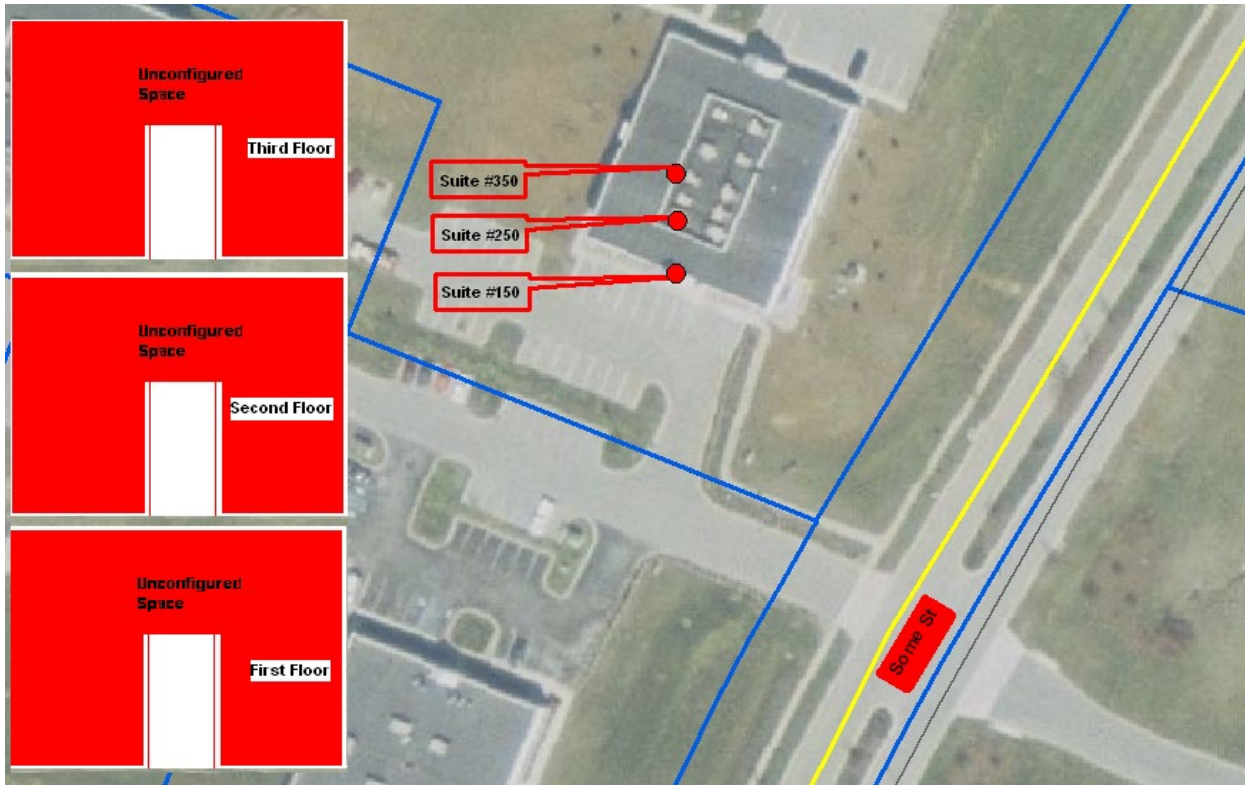 Unconfigured
Space
Third Floor
Suite #350
Suite #250
Suite #150
Unconfigured
Space
Second Floor
Unconfigured
Space
First Floor
Some St